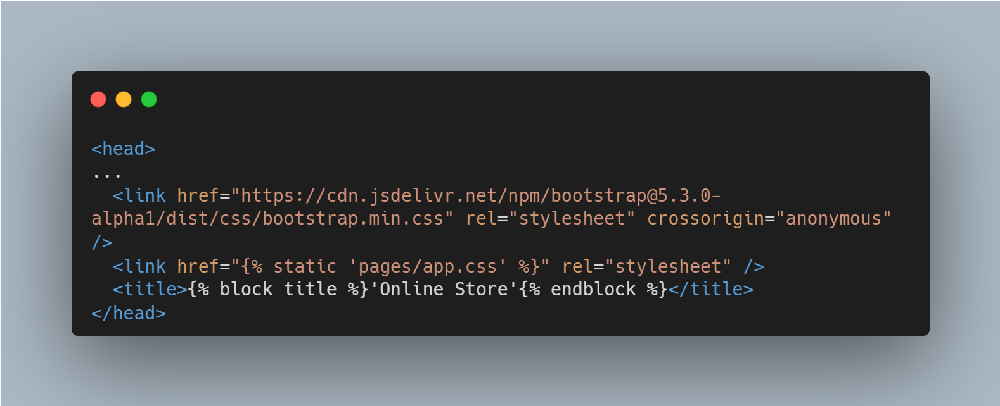 <head>
...
  <link href="https://cdn.jsdelivr.net/npm/bootstrap@5.3.0-
alpha1/dist/css/bootstrap.min.css" rel="stylesheet" crossorigin="anonymous"
/>
  <link href="{% static 'pages/app.css' %}" rel="stylesheet" />
  <title>{% block title %}'Online Store'{% endblock %}</title>
</head>